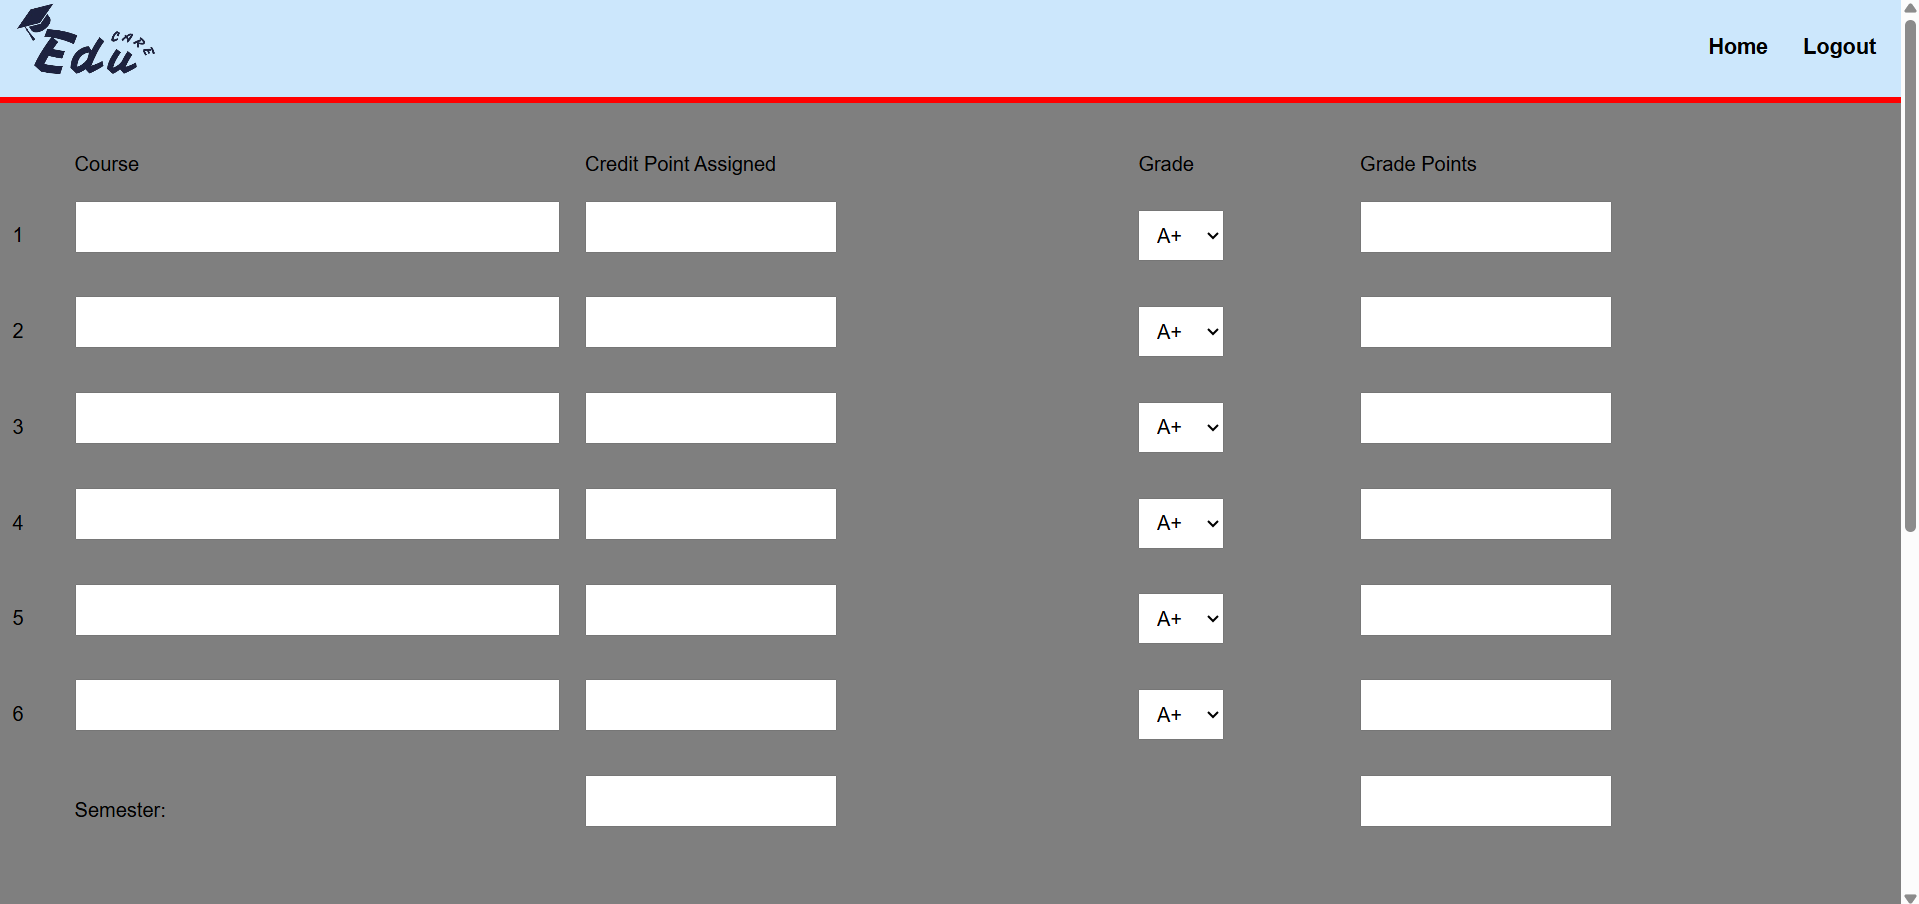 Edu CARE
Home Logout
Course Credit Point Assigned Grade Grade Points
1 A+
2 A+
3 A+
4 A+
5 A+
6 A+
Semester: